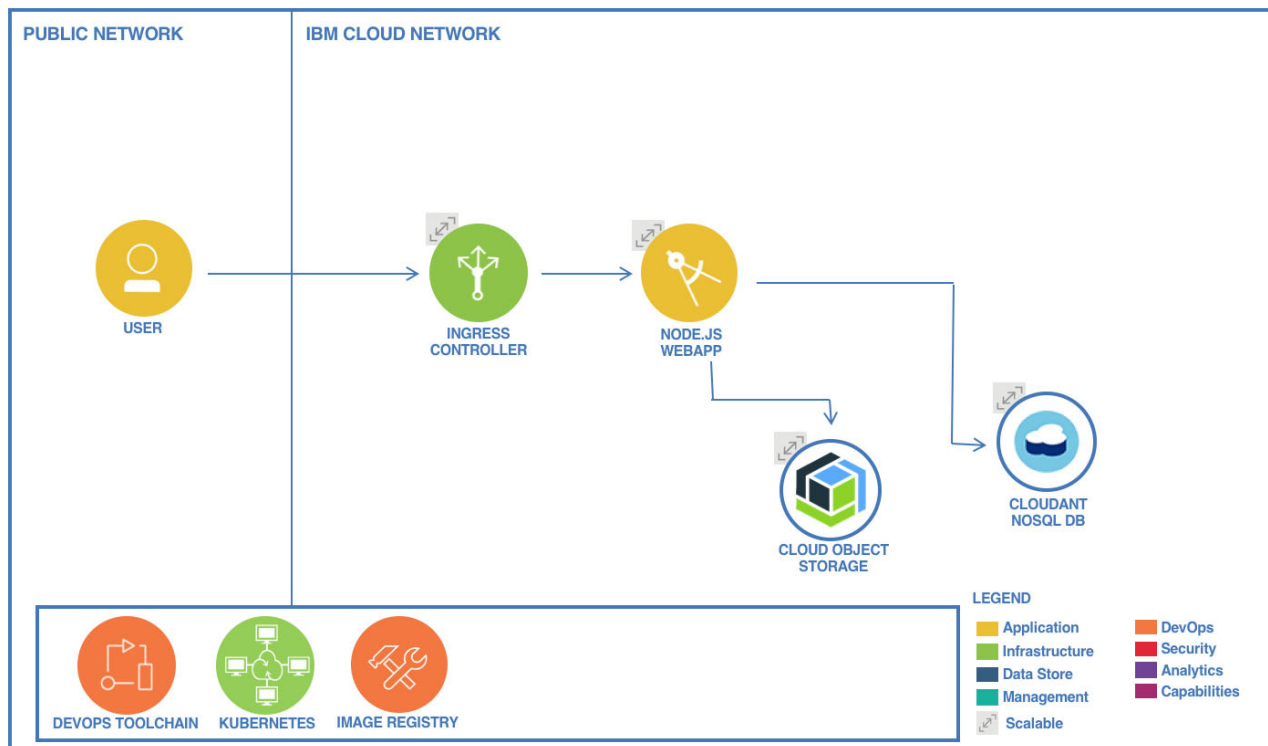 PUBLIC NETWORK
IBM CLOUD NETWORK
USER
INGRESS
CONTROLLER
NODE.JS
WEBAPP
CLOUD OBJECT
STORAGE
CLOUDANT
NOSQL DB
DEVOPS TOOLCHAIN
KUBERNETES
IMAGE REGISTRY
LEGEND
Application
Infrastructure
Data Store
Management
Scalable
DevOps
Security
Analytics
Capabilities